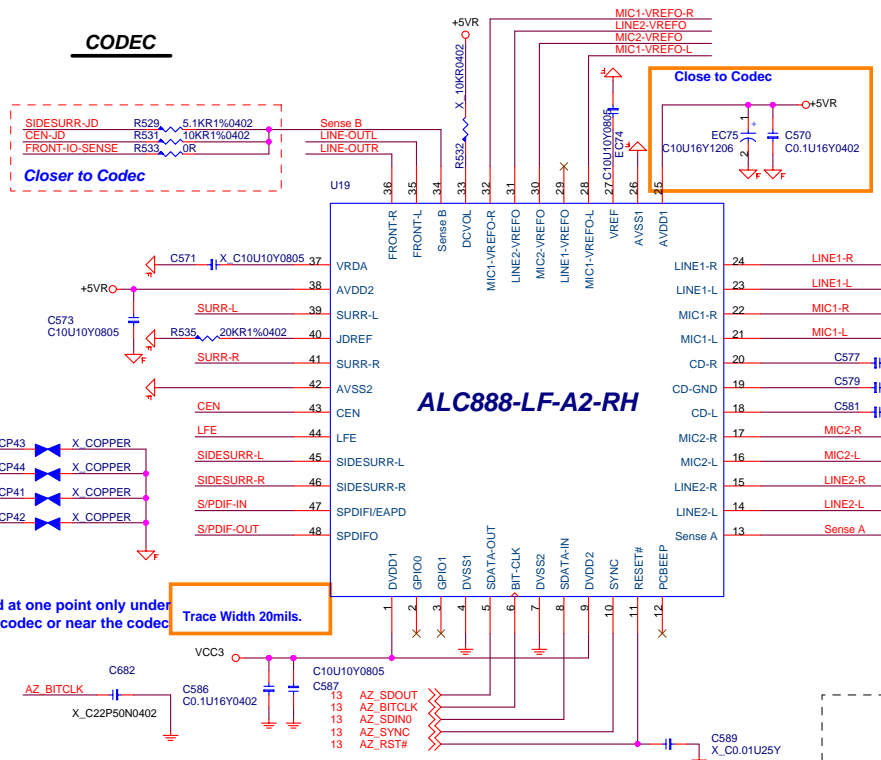 CODEC
+5VR
MIC1-VREFO-R
LINE2-VREFO
MIC2-VREFO
MIC1-VREFO-L
X_10KR0402
R532
C10U10Y0805
EC74
Close to Codec
+5VR
1
+
EC75
C10U16Y1206
2
C570
C0.1U16Y0402
SIDESURR-JD R529 5.1KR1%0402 Sense B
CEN-JD R531 10KR1%0402 LINE-OUTL
FRONT-IO-SENSE R533 0R LINE-OUTR
Closer to Codec
U19
36 35 34 33 32 31 30 29 28 27 26 25
FRONT-R FRONT-L Sense B DCVOL MIC1-VREFO-R LINE2-VREFO MIC2-VREFO LINE1-VREFO MIC1-VREFO-L VREF AVSS1 AVDD1
C571 X_C10U10Y0805 37 VRDA
+5VR 38 AVDD2
C573
C10U10Y0805
SURR-L 39 SURR-L
R535 20KR1%0402 40 JDREF
SURR-R 41 SURR-R
42 AVSS2
CEN 43 CEN
LFE 44 LFE
SIDESURR-L 45 SIDESURR-L
SIDESURR-R 46 SIDESURR-R
S/PDIF-IN 47 SPDIFI/EAPD
S/PDIF-OUT 48 SPDIFO
ALC888-LF-A2-RH
LINE1-R 24 LINE1-R
LINE1-L 23 LINE1-L
MIC1-R 22 MIC1-R
MIC1-L 21 MIC1-L
CD-R 20 C577
CD-GND 19 C579
CD-L 18 C581
MIC2-R 17 MIC2-R
MIC2-L 16 MIC2-L
LINE2-R 15 LINE2-R
LINE2-L 14 LINE2-L
Sense A 13 Sense A
CP43 X_COPPER
CP44 X_COPPER
CP41 X_COPPER
CP42 X_COPPER
F
DVDD1 GPIO0 GPIO1 DVSS1 SDATA-OUT BIT-CLK DVSS2 SDATA-IN DVDD2 SYNC RESET# PCBEEP
1 2 3 4 5 6 7 8 9 10 11 12
d at one point only under
codec or near the codec
Trace Width 20mils.
VCC3
C586
C0.1U16Y0402
C10U10Y0805
C587
C682
AZ_BITCLK
X_C22P50N0402
13 AZ_SDOUT
13 AZ_BITCLK
13 AZ_SDIN0
13 AZ_SYNC
13 AZ_RST#
C589
X_C0.01U25Y